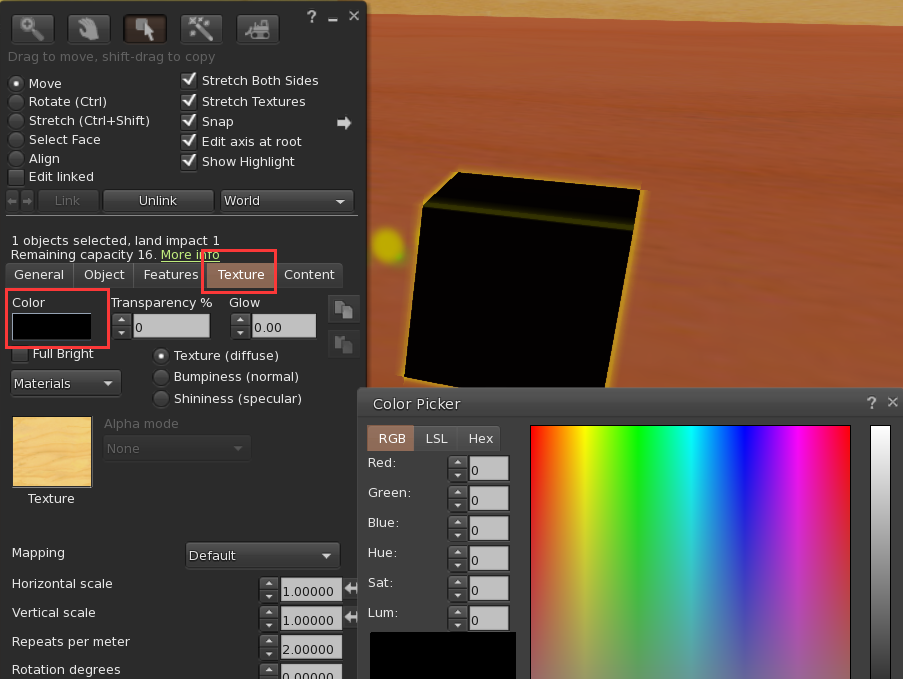 ?
Drag to move, shift-drag to copy
Move
Rotate (Ctrl)
Stretch (Ctrl+Shift)
Select Face
Align
Edit linked
Stretch Both Sides
Stretch Textures
Snap
Edit axis at root
Show Highlight
Link Unlink World
1 objects selected, land impact 1
Remaining capacity 16. More info
General Object Features Texture Content
Color Transparency % Glow
0 0.00
Full Bright
Materials
Texture (diffuse)
Bumpiness (normal)
Shininess (specular)
Alpha mode
None
Texture
Mapping Default
Horizontal scale 1.00000
Vertical scale 1.00000
Repeats per meter 2.00000
Rotation degrees 0.00000
Color Picker ?
RGB LSL Hex
Red: 0
Green: 0
Blue: 0
Hue: 0
Sat: 0
Lum: 0